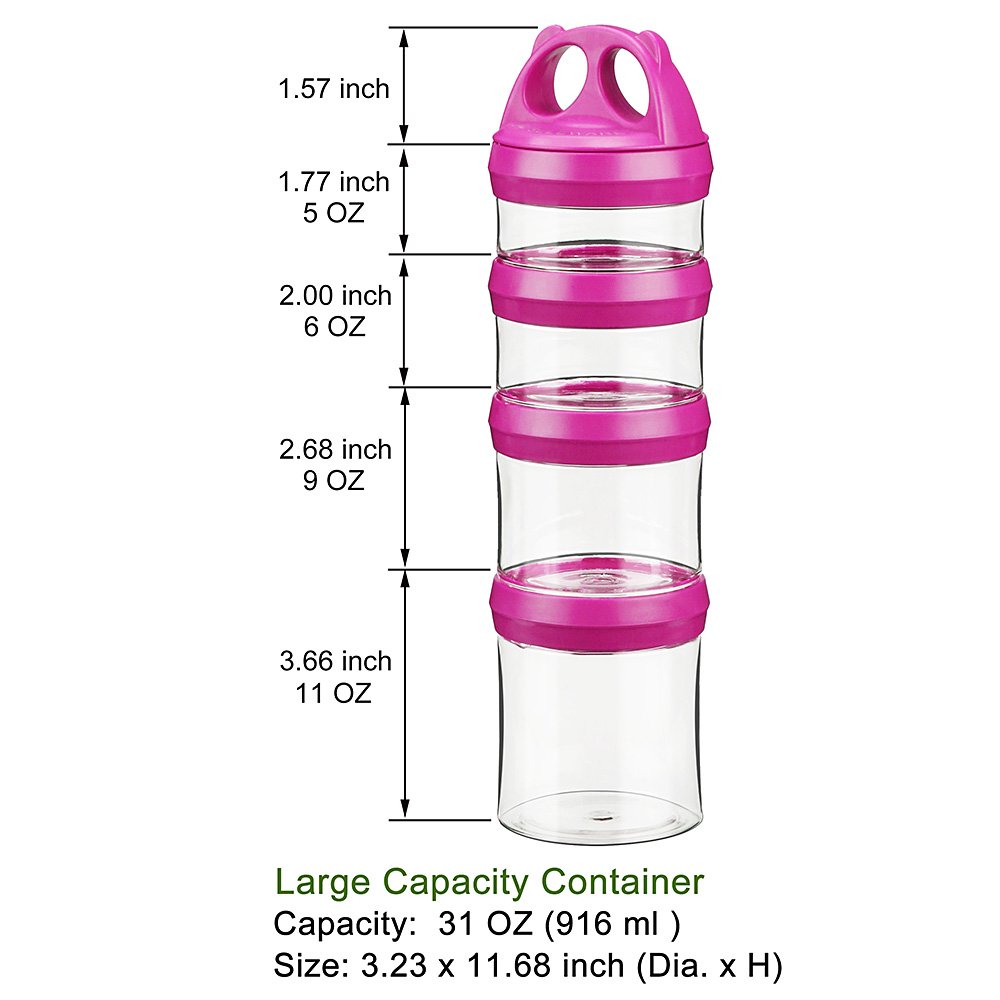 1.57 inch
1.77 inch
5 OZ
2.00 inch
6 OZ
2.68 inch
9 OZ
3.66 inch
11 OZ
Large Capacity Container
Capacity:  31 OZ (916 ml )
Size: 3.23 x 11.68 inch (Dia. x H)